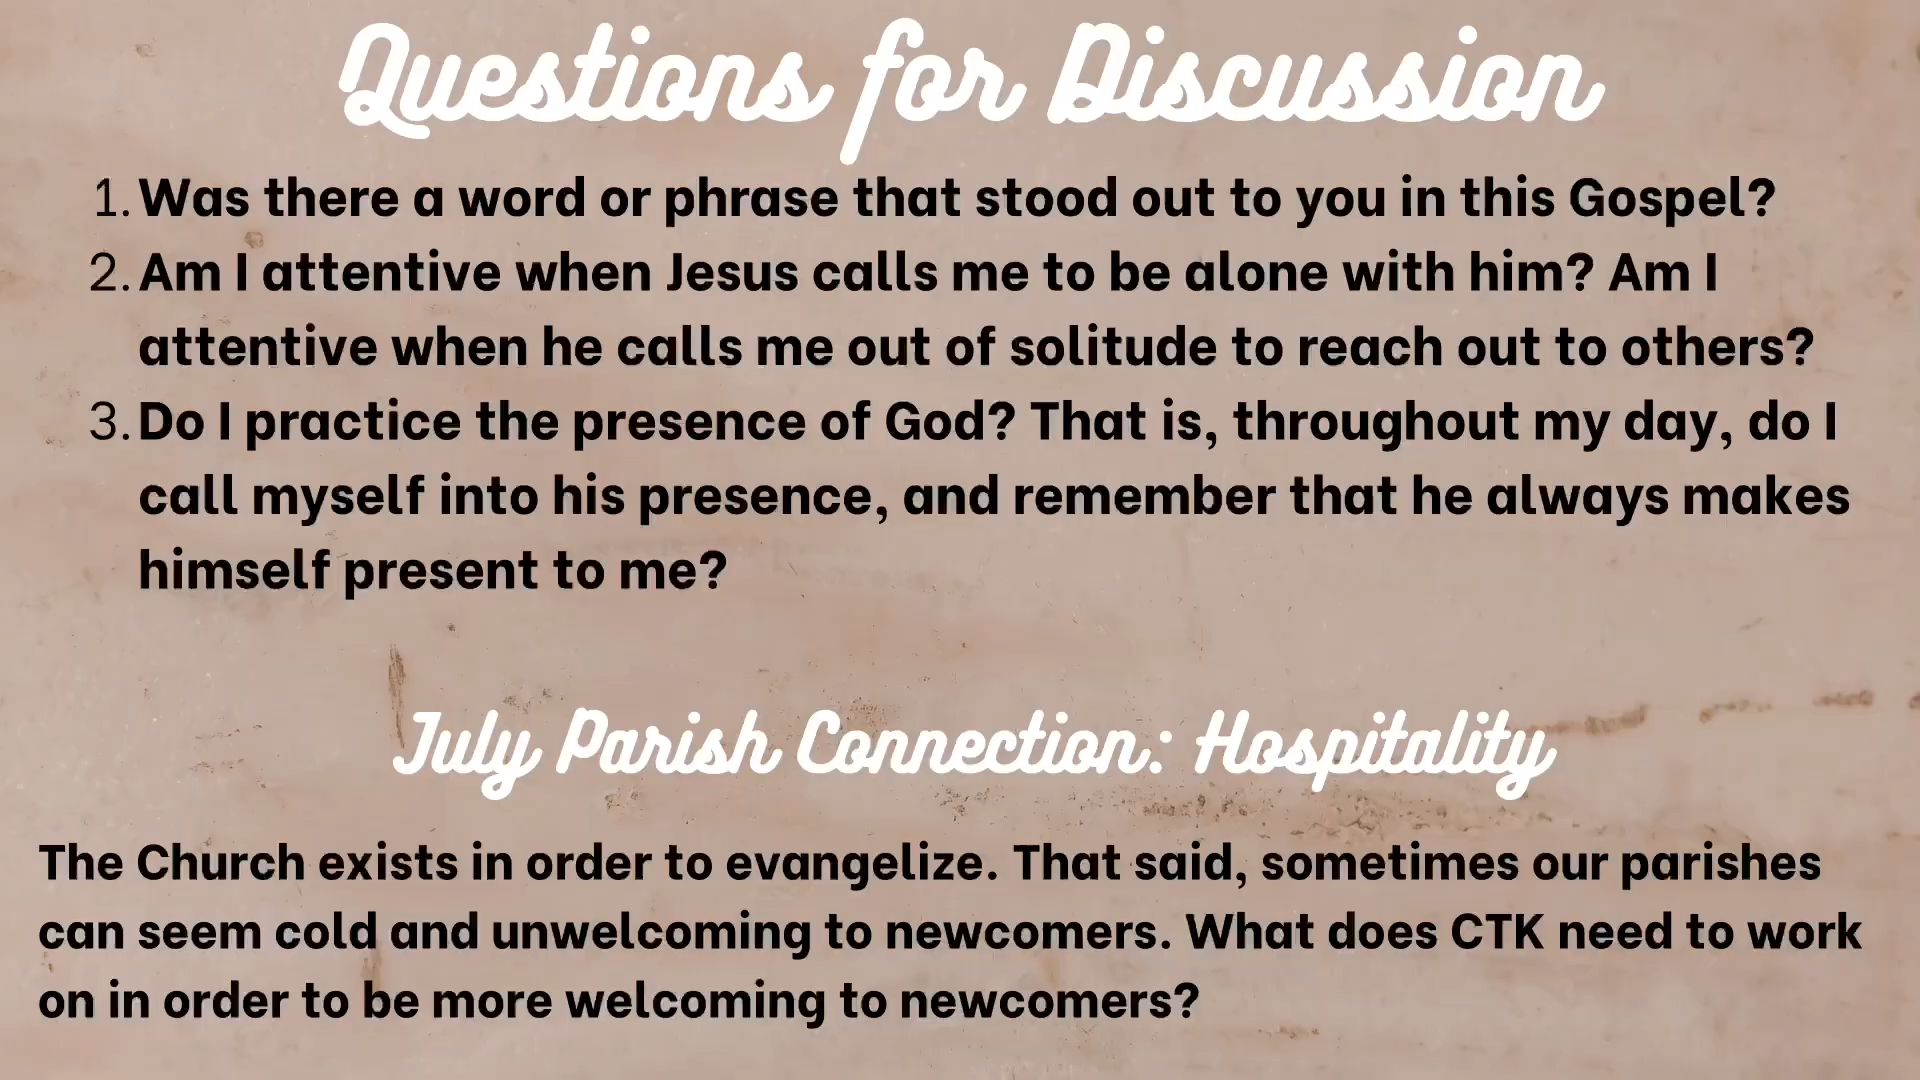 Questions for Discussion
1. Was there a word or phrase that stood out to you in this Gospel?
2. Am I attentive when Jesus calls me to be alone with him? Am I
attentive when he calls me out of solitude to reach out to others?
3. Do I practice the presence of God? That is, throughout my day, do I
call myself into his presence, and remember that he always makes
himself present to me?
July Parish Connection: Hospitality
The Church exists in order to evangelize. That said, sometimes our parishes
can seem cold and unwelcoming to newcomers. What does CTK need to work
on in order to be more welcoming to newcomers?